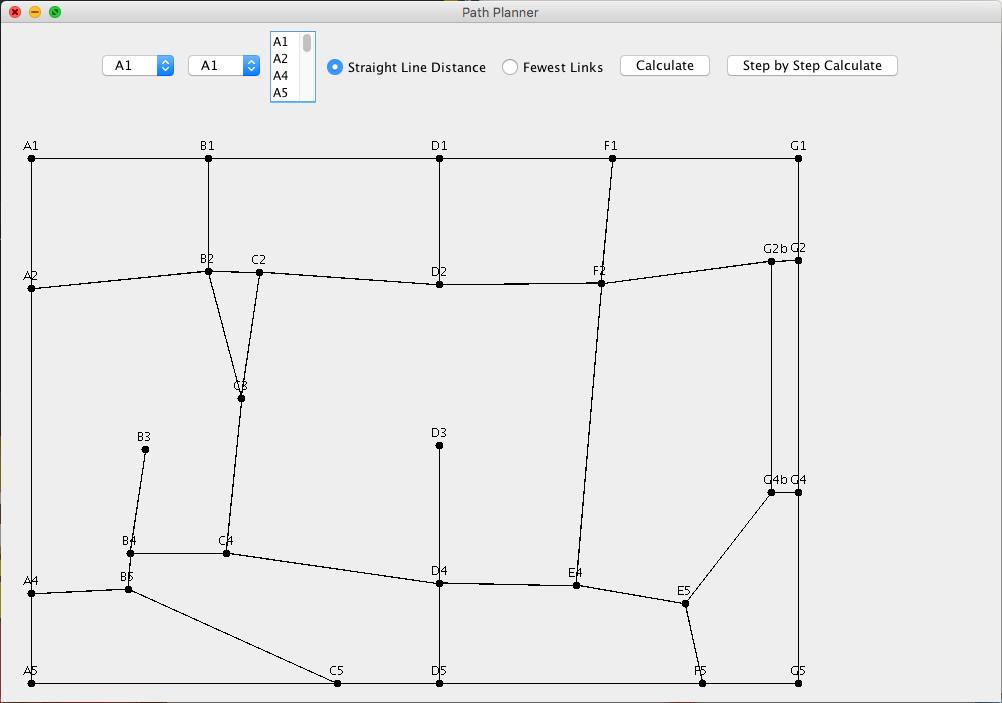 Path Planner
A1 A1 A1 Straight Line Distance Fewest Links Calculate Step by Step Calculate
A2
A4
A5
A1 B1 D1 F1 G1
A2 B2 C2 D2 F2 G2b G2
C3
B3 D3
G4b G4
B4 C4
A4 B5 D4 E4 E5
A5 C5 D5 F5 G5